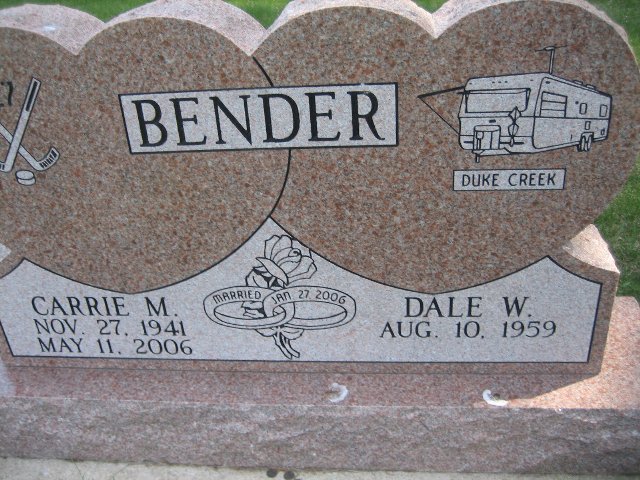 BENDER
DUKE CREEK
MARRIED JAN 27, 2006
CARRIE M.
NOV. 27, 1941
MAY 11, 2006
DALE W.
AUG. 10, 1959